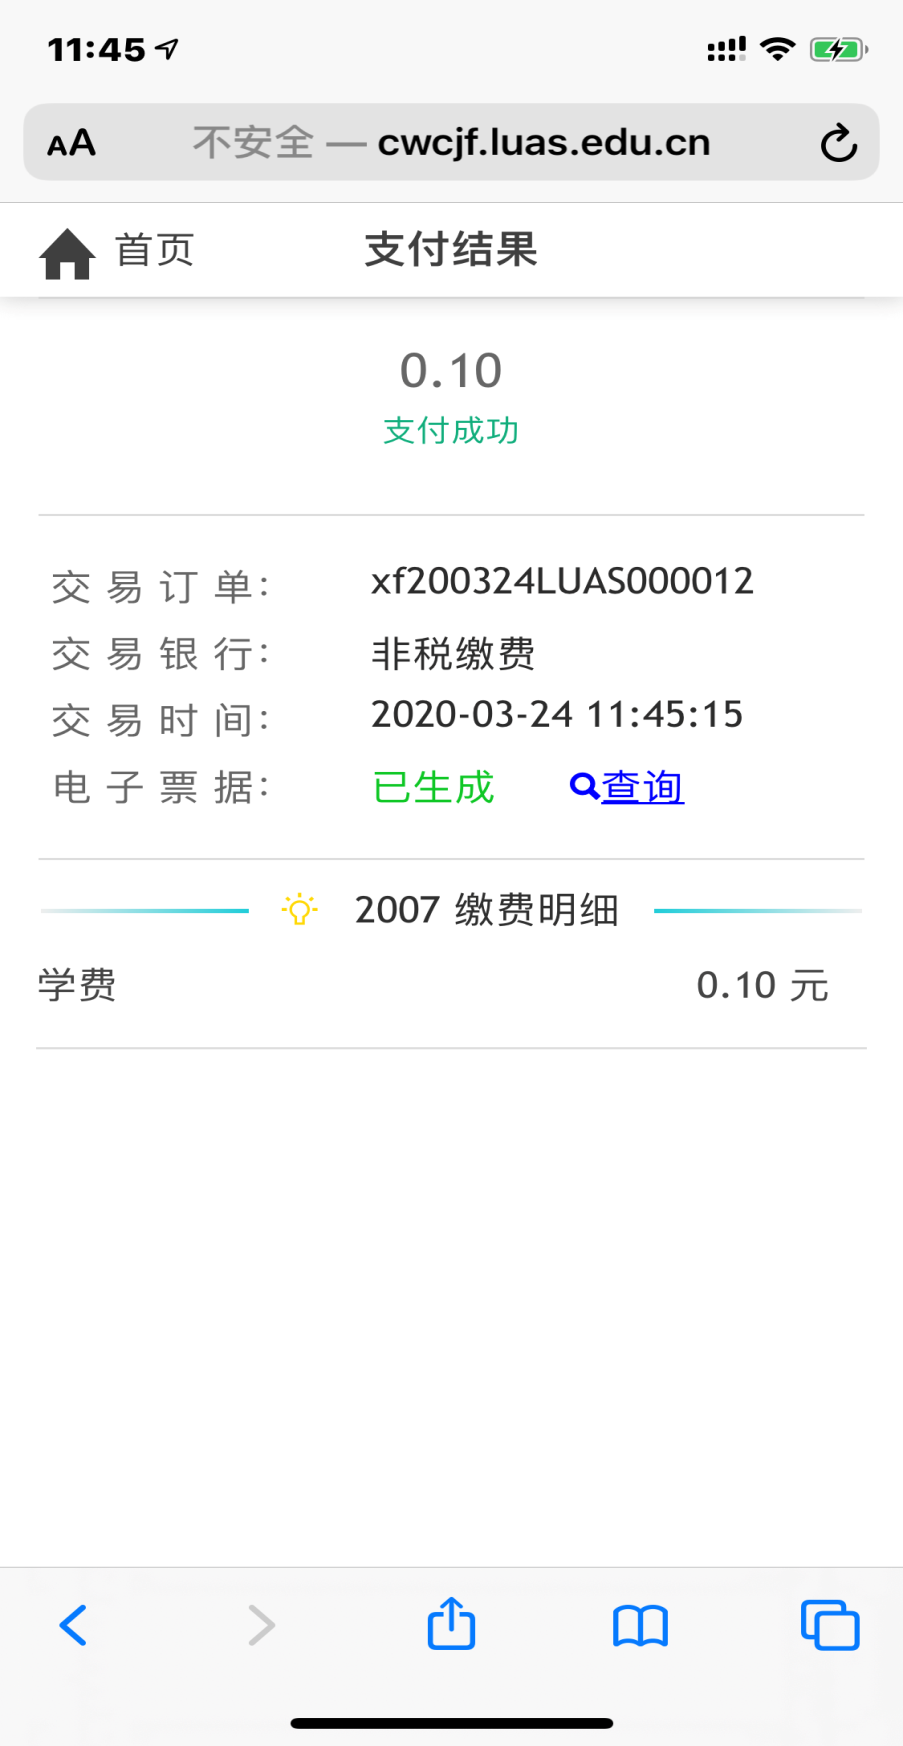 11:45
AA 不安全 — cwcjf.luas.edu.cn
首页 支付结果
0.10
支付成功
交易订单: xf200324LUAS000012
交易银行: 非税缴费
交易时间: 2020-03-24 11:45:15
电子票据: 已生成 查询
2007 缴费明细
学费 0.10 元